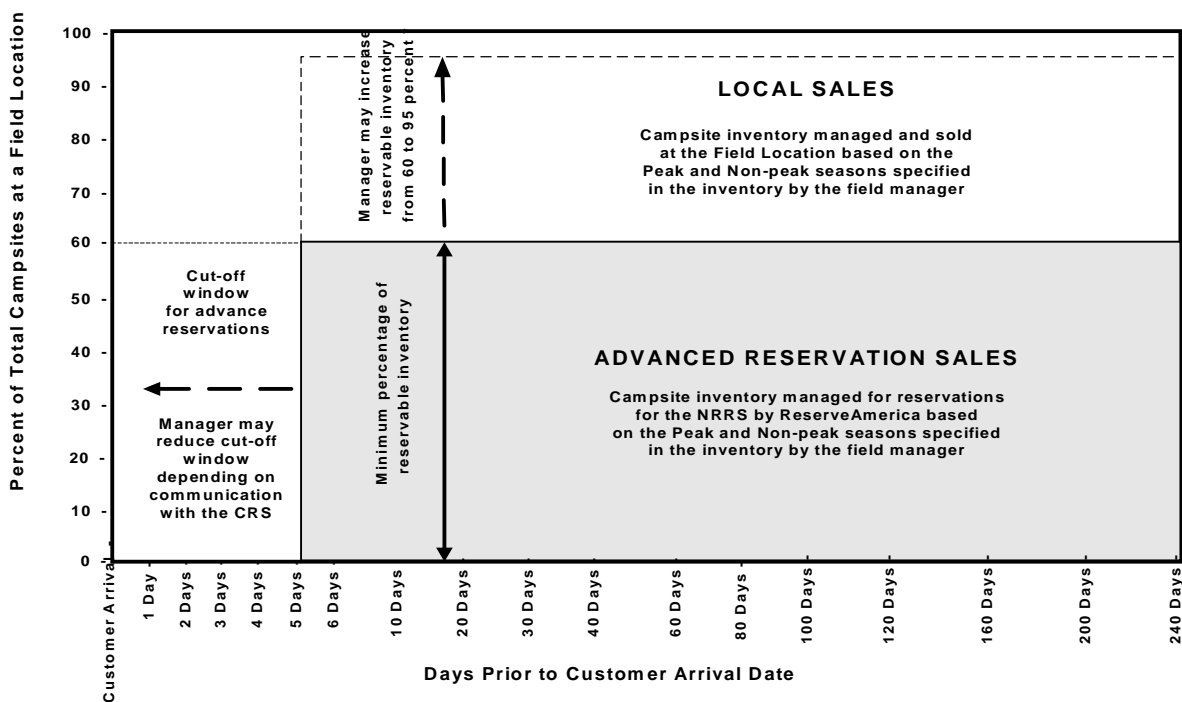 Percent of Total Campsites at a Field Location
100 -
90 -
80 -
70 -
60 -
50 -
40 -
30 -
20 -
10 -
0 -
Manager may increase
reservable inventory
from 60 to 95 percent
LOCAL SALES
Campsite inventory managed and sold
at the Field Location based on the
Peak and Non-peak seasons specified
in the inventory by the field manager
Cut-off
window
for advance
reservations
Manager may
reduce cut-off
window
depending on
communication
with the CRS
Minimum percentage of
reservable inventory
ADVANCED RESERVATION SALES
Campsite inventory managed for reservations
for the NRRS by ReserveAmerica based
on the Peak and Non-peak seasons specified
in the inventory by the field manager
Customer Arrival -
1 Day
2 Days
3 Days
4 Days
5 Days
6 Days
10 Days
20 Days
30 Days
40 Days
60 Days
80 Days
100 Days
120 Days
160 Days
200 Days
240 Days
Days Prior to Customer Arrival Date